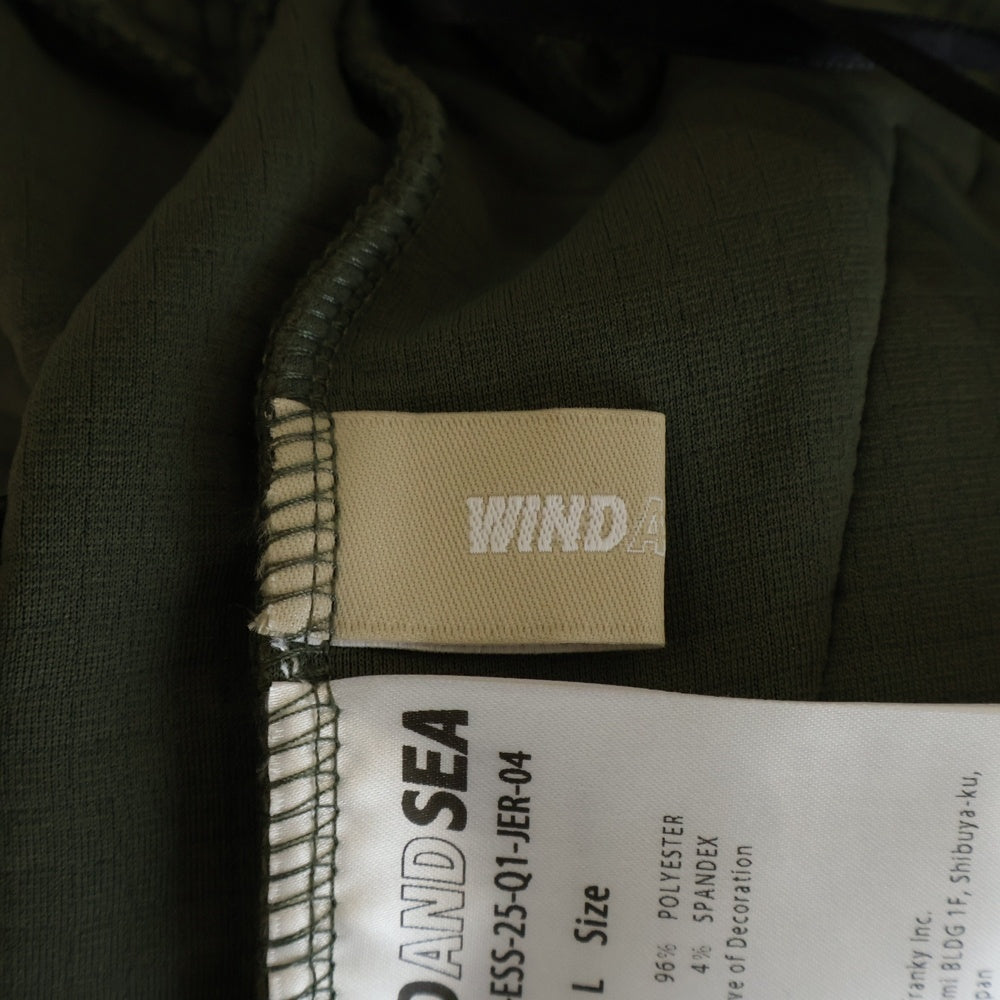 WINDA
DANDSEA
-ESS-25-Q1-JER-04
L Size
96% POLYESTER
4% SPANDEX
ve of Decoration
ranky Inc.
mi BLDG 1F, Shibuya-ku,
pan